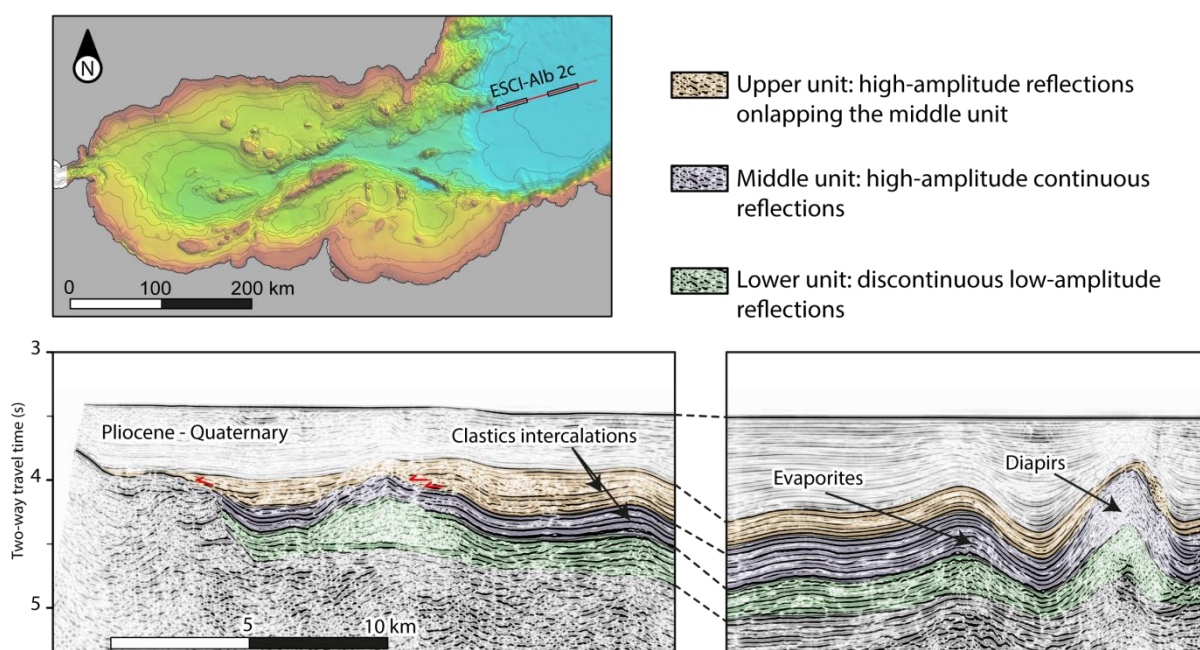 N
ESCI-Alb 2c
0 100 200 km
Upper unit: high-amplitude reflections
onlapping the middle unit
Middle unit: high-amplitude continuous
reflections
Lower unit: discontinuous low-amplitude
reflections
3
4
5
Two-way travel time (s)
Pliocene - Quaternary
Clastics intercalations
5 10 km
Evaporites
Diapirs